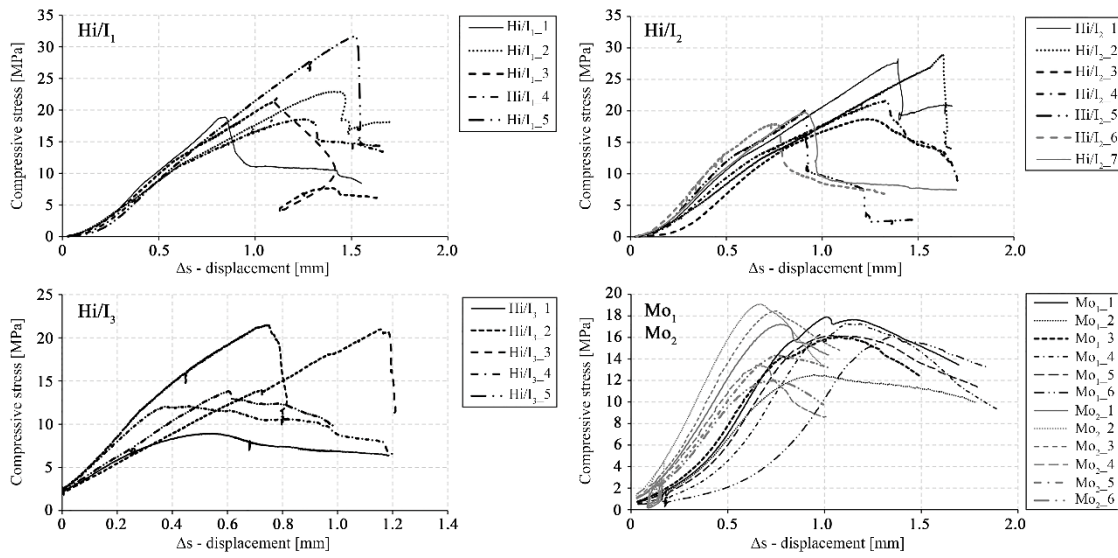 Hi/I1
Compressive stress [MPa]
35
30
25
20
15
10
5
0
0
0.5
1.0
1.5
2.0
Δs - displacement [mm]
Hi/I1_1
Hi/I1_2
Hi/I1_3
Hi/I1_4
Hi/I1_5
Hi/I2
Compressive stress [MPa]
35
30
25
20
15
10
5
0
0
0.5
1.0
1.5
2.0
Δs - displacement [mm]
Hi/I2_1
Hi/I2_2
Hi/I2_3
Hi/I2_4
Hi/I2_5
Hi/I2_6
Hi/I2_7
Hi/I3
Compressive stress [MPa]
25
20
15
10
5
0
0
0.2
0.4
0.6
0.8
1.0
1.2
1.4
Δs - displacement [mm]
Hi/I3_1
Hi/I3_2
Hi/I3_3
Hi/I3_4
Hi/I3_5
Mo1
Mo2
Compressive stress [MPa]
20
18
16
14
12
10
8
6
4
2
0
0
0.5
1.0
1.5
2.0
Δs - displacement [mm]
Mo1_1
Mo1_2
Mo1_3
Mo1_4
Mo1_5
Mo1_6
Mo2_1
Mo2_2
Mo2_3
Mo2_4
Mo2_5
Mo2_6